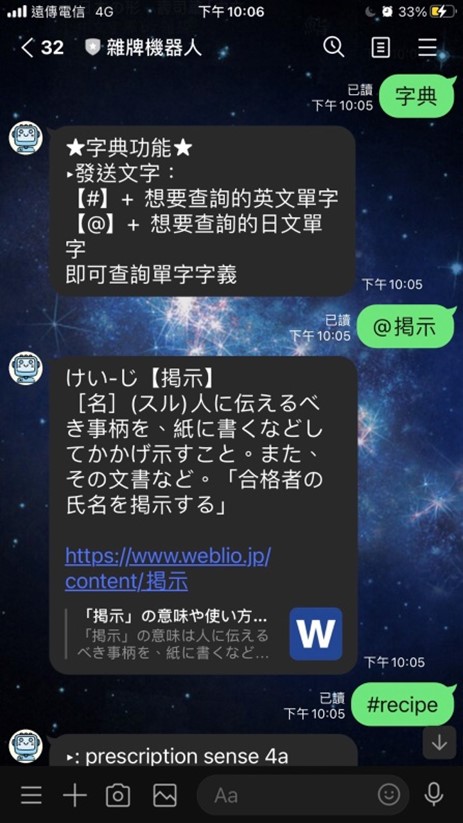 遠傳電信 4G 下午10:06 33%
32 雜牌機器人
已讀
下午10:05
字典
★字典功能★
▸發送文字：
【#】+ 想要查詢的英文單字
【@】+ 想要查詢的日文單
字
即可查詢單字字義
下午10:05
已讀
下午10:05
@掲示
けい‐じ【掲示】
［名］(スル)人に伝えるべ
き事柄を、紙に書くなどし
てかかげ示すこと。また、
その文書など。「合格者の
氏名を掲示する」
https://www.weblio.jp/
content/掲示
「掲示」の意味や使い方...
「掲示」の意味は人に伝える
べき事柄を、紙に書くなど...
W
下午10:05
已讀
下午10:05
#recipe
▸: prescription sense 4a
Aa